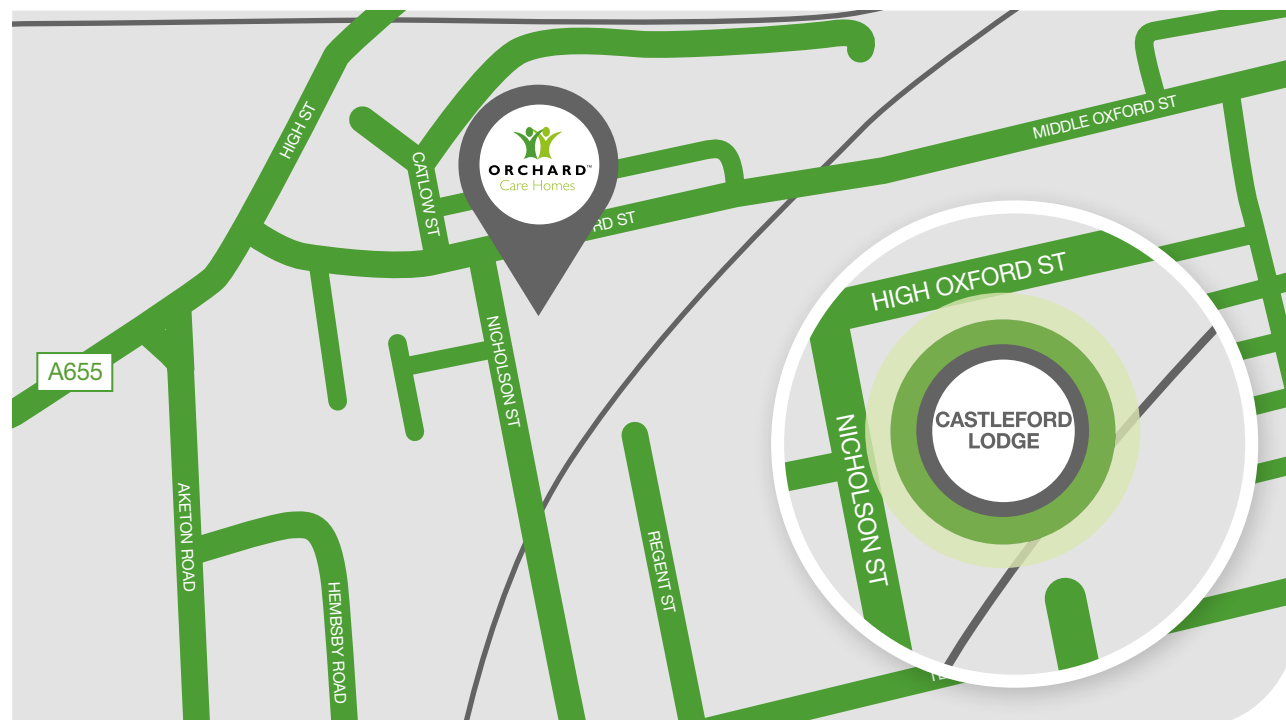 HIGH ST
CATLOW ST
ORCHARD™
Care Homes
RD ST
MIDDLE OXFORD ST
HIGH OXFORD ST
A655
NICHOLSON ST
NICHOLSON ST
CASTLEFORD
LODGE
AKETON ROAD
REGENT ST
HEMBSBY ROAD